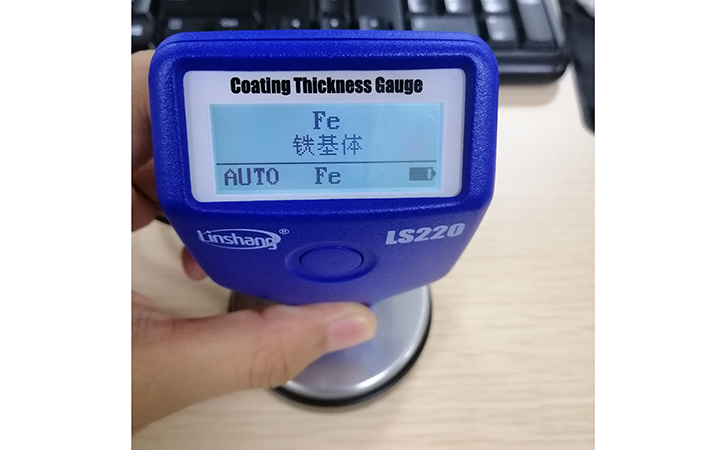 Coating Thickness Gauge
Fe
铁基体
AUTO Fe
Linshang®
LS220